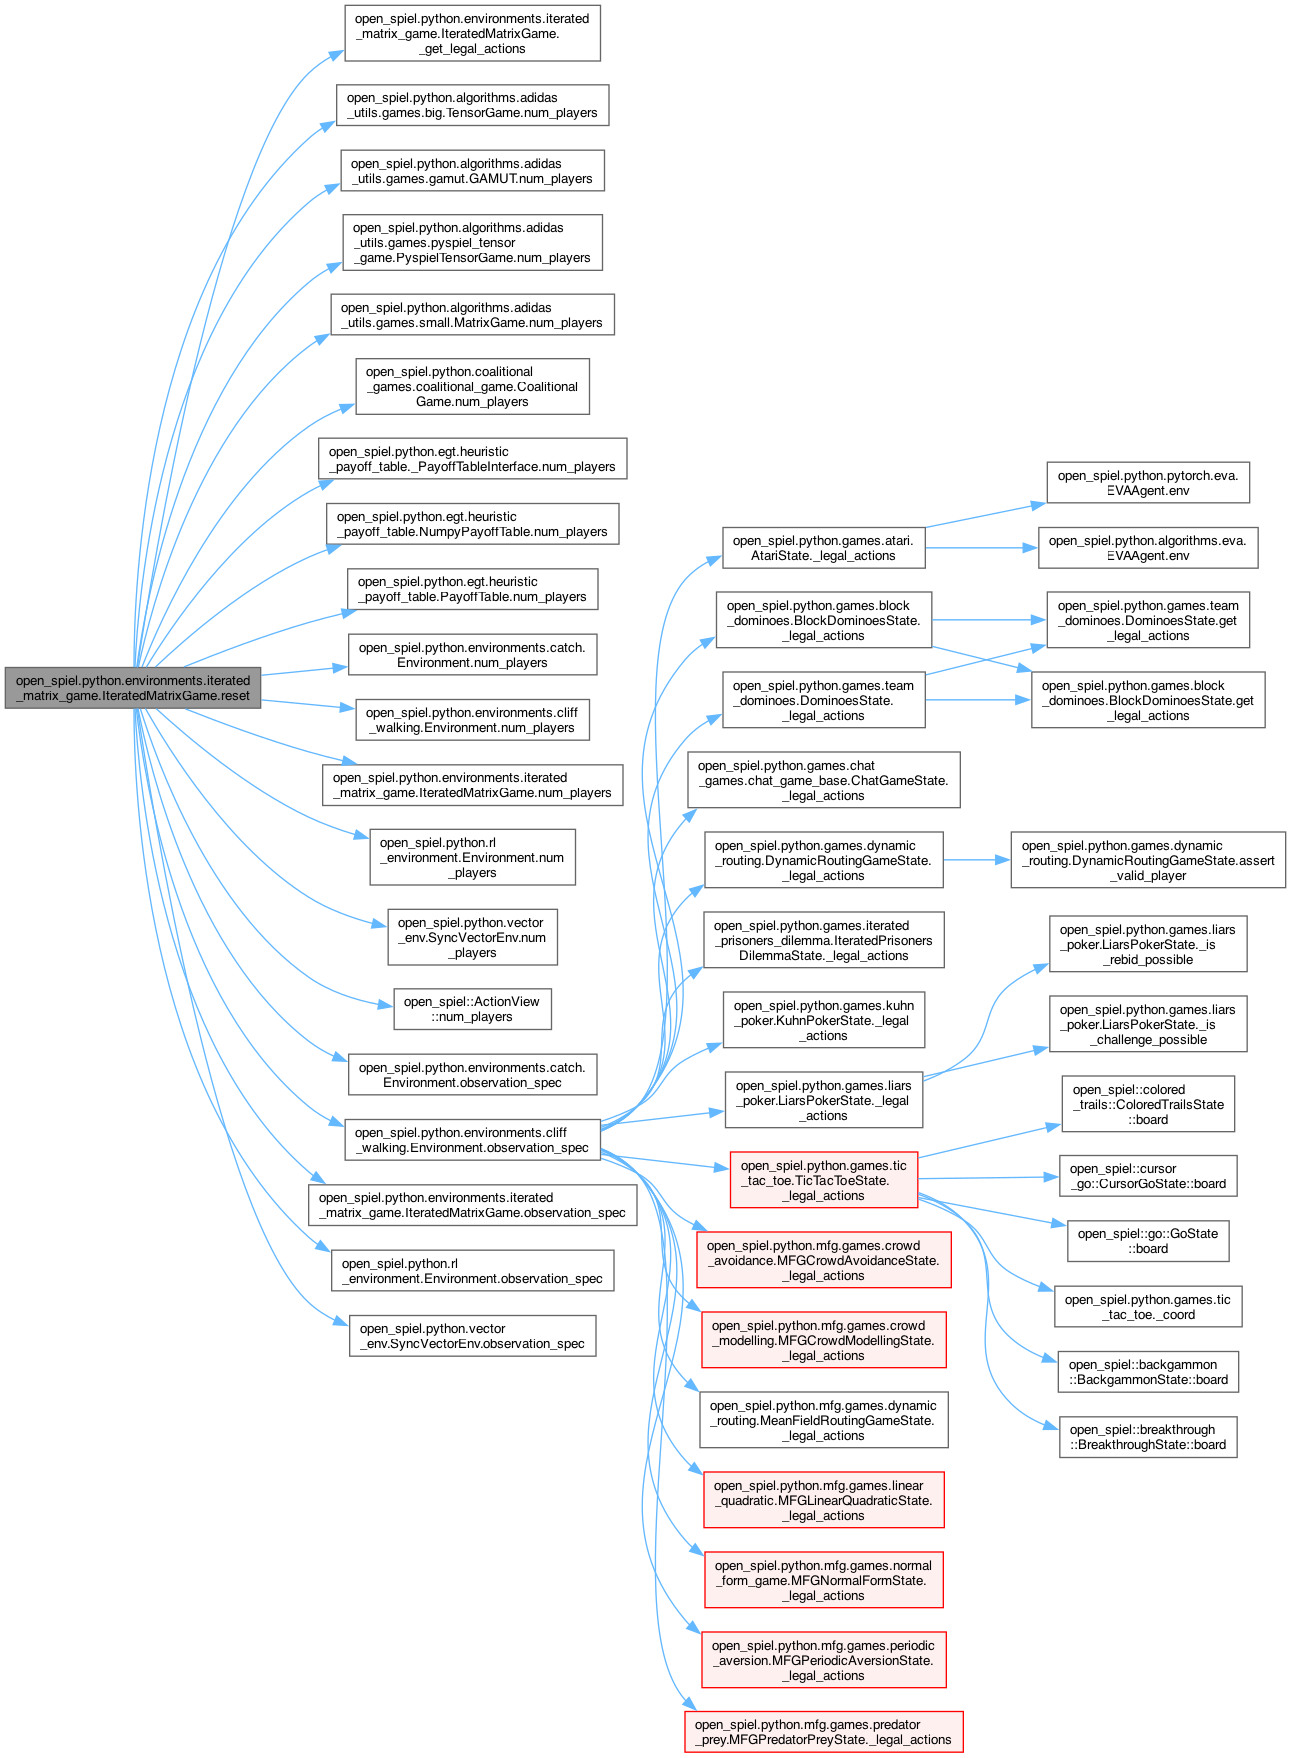 open_spiel.python.environments.iterated
_matrix_game.IteratedMatrixGame.reset
open_spiel.python.environments.iterated
_matrix_game.IteratedMatrixGame.
_get_legal_actions
open_spiel.python.algorithms.adidas
_utils.games.big.TensorGame.num_players
open_spiel.python.algorithms.adidas
_utils.games.gamut.GAMUT.num_players
open_spiel.python.algorithms.adidas
_utils.games.pyspiel_tensor
_game.PyspielTensorGame.num_players
open_spiel.python.algorithms.adidas
_utils.games.small.MatrixGame.num_players
open_spiel.python.coalitional
_games.coalitional_game.Coalitional
Game.num_players
open_spiel.python.egt.heuristic
_payoff_table._PayoffTableInterface.num_players
open_spiel.python.egt.heuristic
_payoff_table.NumpyPayoffTable.num_players
open_spiel.python.egt.heuristic
_payoff_table.PayoffTable.num_players
open_spiel.python.environments.catch.
Environment.num_players
open_spiel.python.environments.cliff
_walking.Environment.num_players
open_spiel.python.environments.iterated
_matrix_game.IteratedMatrixGame.num_players
open_spiel.python.rl
_environment.Environment.num
_players
open_spiel.python.vector
_env.SyncVectorEnv.num
_players
open_spiel::ActionView
::num_players
open_spiel.python.environments.catch.
Environment.observation_spec
open_spiel.python.environments.cliff
_walking.Environment.observation_spec
open_spiel.python.environments.iterated
_matrix_game.IteratedMatrixGame.observation_spec
open_spiel.python.rl
_environment.Environment.observation_spec
open_spiel.python.vector
_env.SyncVectorEnv.observation_spec
open_spiel.python.games.atari.
AtariState._legal_actions
open_spiel.python.games.block
_dominoes.BlockDominoesState.
_legal_actions
open_spiel.python.games.team
_dominoes.DominoesState.
_legal_actions
open_spiel.python.games.chat
_games.chat_game_base.ChatGameState.
_legal_actions
open_spiel.python.games.dynamic
_routing.DynamicRoutingGameState.
_legal_actions
open_spiel.python.games.iterated
_prisoners_dilemma.IteratedPrisoners
DilemmaState._legal_actions
open_spiel.python.games.kuhn
_poker.KuhnPokerState._legal
_actions
open_spiel.python.games.liars
_poker.LiarsPokerState._legal
_actions
open_spiel.python.games.tic
_tac_toe.TicTacToeState.
_legal_actions
open_spiel.python.mfg.games.crowd
_avoidance.MFGCrowdAvoidanceState.
_legal_actions
open_spiel.python.mfg.games.crowd
_modelling.MFGCrowdModellingState.
_legal_actions
open_spiel.python.mfg.games.dynamic
_routing.MeanFieldRoutingGameState.
_legal_actions
open_spiel.python.mfg.games.linear
_quadratic.MFGLinearQuadraticState.
_legal_actions
open_spiel.python.mfg.games.normal
_form_game.MFGNormalFormState.
_legal_actions
open_spiel.python.mfg.games.periodic
_aversion.MFGPeriodicAversionState.
_legal_actions
open_spiel.python.mfg.games.predator
_prey.MFGPredatorPreyState._legal_actions
open_spiel.python.pytorch.eva.
EVAAgent.env
open_spiel.python.algorithms.eva.
EVAAgent.env
open_spiel.python.games.team
_dominoes.DominoesState.get
_legal_actions
open_spiel.python.games.block
_dominoes.BlockDominoesState.get
_legal_actions
open_spiel.python.games.dynamic
_routing.DynamicRoutingGameState.assert
_valid_player
open_spiel.python.games.liars
_poker.LiarsPokerState._is
_rebid_possible
open_spiel.python.games.liars
_poker.LiarsPokerState._is
_challenge_possible
open_spiel::colored
_trails::ColoredTrailsState
::board
open_spiel::cursor
_go::CursorGoState::board
open_spiel::go::GoState
::board
open_spiel.python.games.tic
_tac_toe._coord
open_spiel::backgammon
::BackgammonState::board
open_spiel::breakthrough
::BreakthroughState::board